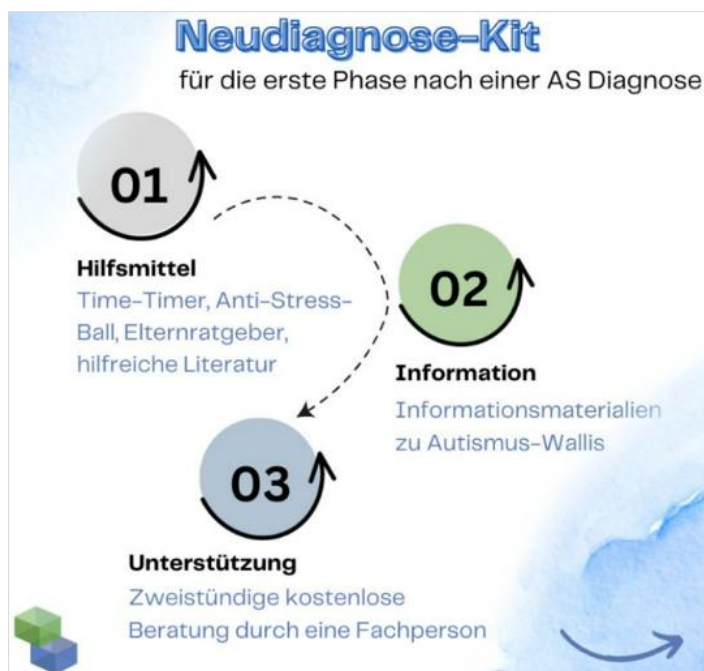 Neudiagnose-Kit
für die erste Phase nach einer AS Diagnose
01
Hilfsmittel
Time-Timer, Anti-Stress-
Ball, Elternratgeber,
hilfreiche Literatur
02
Information
Informationsmaterialien
zu Autismus-Wallis
03
Unterstützung
Zweistündige kostenlose
Beratung durch eine Fachperson